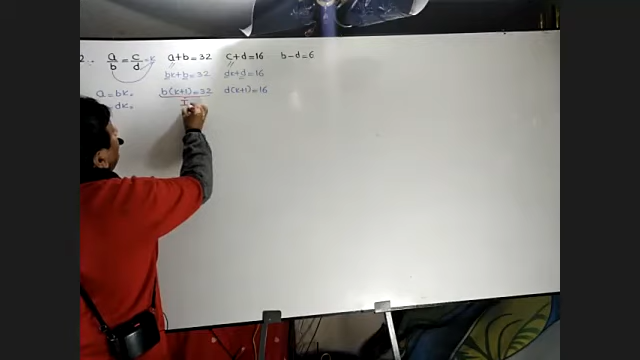 2. a/b = c/d = k a+b=32 c+d=16 b-d=6
bk+b=32 dk+d=16
a=bk. b(k+1)=32 d(k+1)=16
dk. I